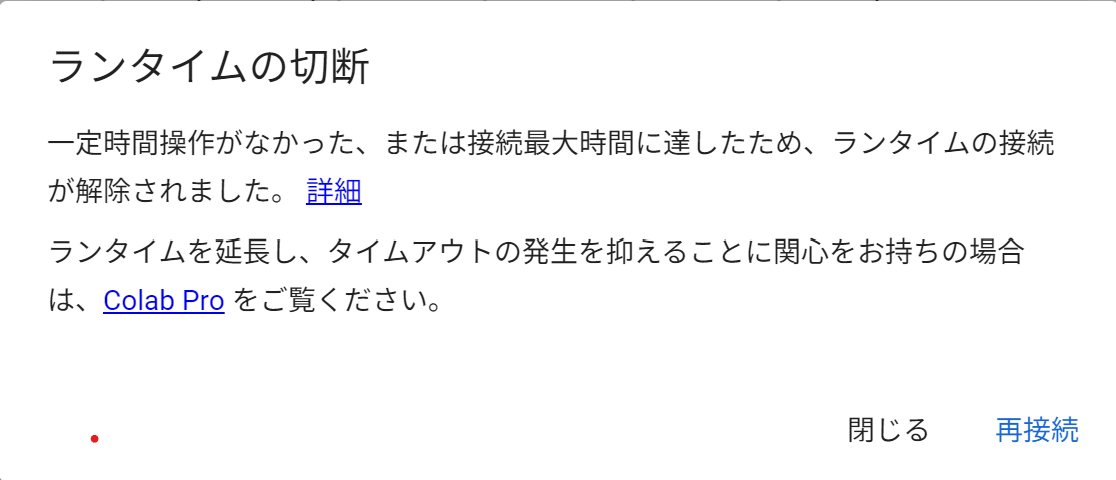 ランタイムの切断
一定時間操作がなかった、または接続最大時間に達したため、ランタイムの接続
が解除されました。 詳細
ランタイムを延長し、タイムアウトの発生を抑えることに関心をお持ちの場合
は、Colab Pro をご覧ください。
閉じる 再接続